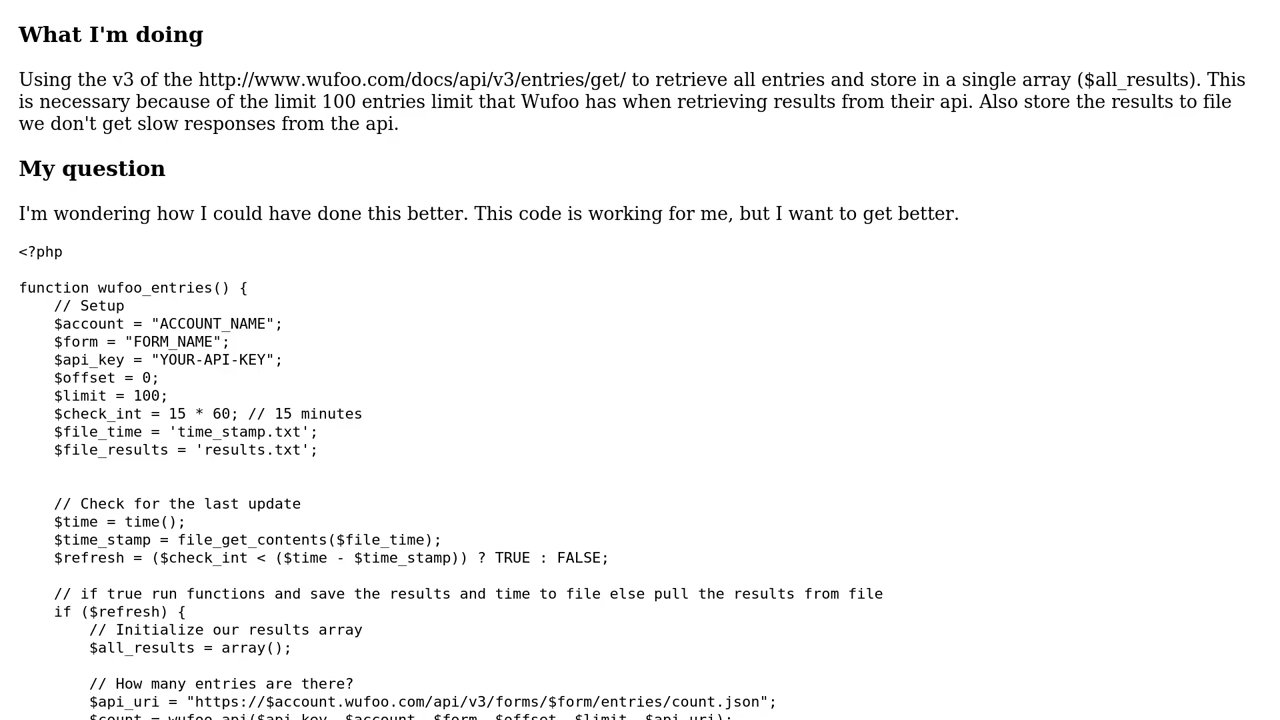 What I'm doing
Using the v3 of the http://www.wufoo.com/docs/api/v3/entries/get/ to retrieve all entries and store in a single array ($all_results). This
is necessary because of the limit 100 entries limit that Wufoo has when retrieving results from their api. Also store the results to file
we don't get slow responses from the api.
My question
I'm wondering how I could have done this better. This code is working for me, but I want to get better.
<?php
function wufoo_entries() {
// Setup
$account = "ACCOUNT_NAME";
$form = "FORM_NAME";
$api_key = "YOUR-API-KEY";
$offset = 0;
$limit = 100;
$check_int = 15 * 60; // 15 minutes
$file_time = 'time_stamp.txt';
$file_results = 'results.txt';
// Check for the last update
$time = time();
$time_stamp = file_get_contents($file_time);
$refresh = ($check_int < ($time - $time_stamp)) ? TRUE : FALSE;
// if true run functions and save the results and time to file else pull the results from file
if ($refresh) {
// Initialize our results array
$all_results = array();
// How many entries are there?
$api_uri = "https://$account.wufoo.com/api/v3/forms/$form/entries/count.json";
$count = wufoo_api($api_key, $account, $form, $offset, $limit, $api_uri);